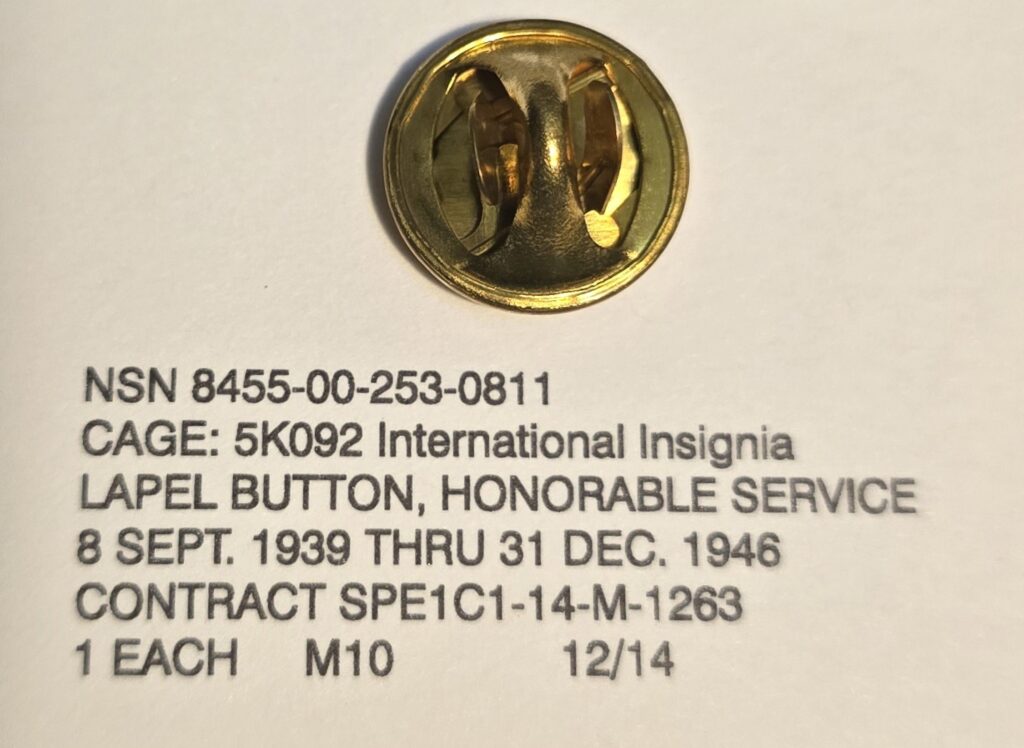 NSN 8455-00-253-0811
CAGE: 5K092 International Insignia
LAPEL BUTTON, HONORABLE SERVICE
8 SEPT. 1939 THRU 31 DEC. 1946
CONTRACT SPE1C1-14-M-1263
1 EACH M10 12/14